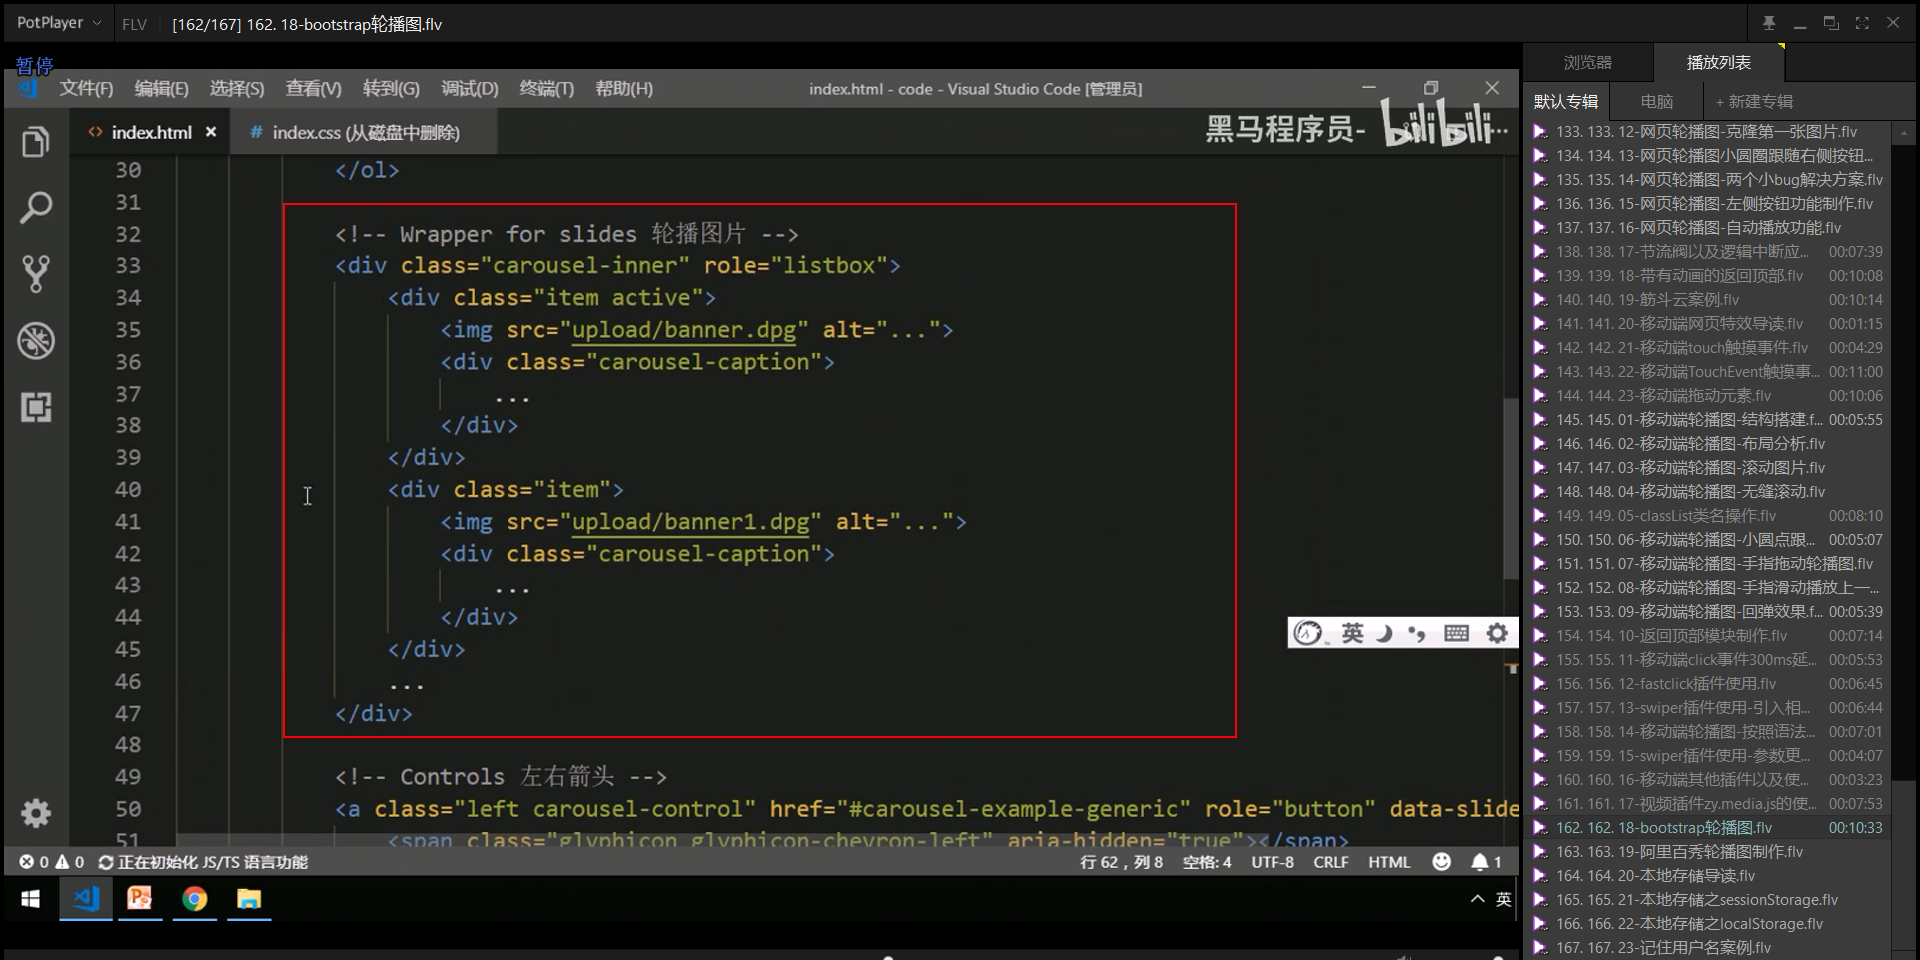 PotPlayer
FLV
[162/167] 162. 18-bootstrap轮播图.flv
暂停
文件(F) 编辑(E) 选择(S) 查看(V) 转到(G) 调试(D) 终端(T) 帮助(H)
index.html - code - Visual Studio Code [管理员]
index.html ×
# index.css (从磁盘中删除)
黑马程序员- bilibili
30 </ol>
31
32 <!-- Wrapper for slides 轮播图片 -->
33 <div class="carousel-inner" role="listbox">
34 <div class="item active">
35 <img src="upload/banner.dpg" alt="...">
36 <div class="carousel-caption">
37 ...
38 </div>
39 </div>
40 <div class="item">
41 <img src="upload/banner1.dpg" alt="...">
42 <div class="carousel-caption">
43 ...
44 </div>
45 </div>
46 ...
47 </div>
48
49 <!-- Controls 左右箭头 -->
50 <a class="left carousel-control" href="#carousel-example-generic" role="button" data-slide
51 <span class="glyphicon glyphicon-chevron-left" aria-hidden="true"></span>
英
0 0 正在初始化 JS/TS 语言功能
行 62，列 8 空格: 4 UTF-8 CRLF HTML 1
英
浏览器 播放列表
默认专辑 电脑 + 新建专辑
133. 133. 12-网页轮播图-克隆第一张图片.flv
134. 134. 13-网页轮播图小圆圈跟随右侧按钮...
135. 135. 14-网页轮播图-两个小bug解决方案.flv
136. 136. 15-网页轮播图-左侧按钮功能制作.flv
137. 137. 16-网页轮播图-自动播放功能.flv
138. 138. 17-节流阀以及逻辑中断应... 00:07:39
139. 139. 18-带有动画的返回顶部.flv 00:10:08
140. 140. 19-筋斗云案例.flv 00:10:14
141. 141. 20-移动端网页特效导读.flv 00:01:15
142. 142. 21-移动端touch触摸事件.flv 00:04:29
143. 143. 22-移动端TouchEvent触摸事... 00:11:00
144. 144. 23-移动端拖动元素.flv 00:10:06
145. 145. 01-移动端轮播图-结构搭建.f... 00:05:55
146. 146. 02-移动端轮播图-布局分析.flv
147. 147. 03-移动端轮播图-滚动图片.flv
148. 148. 04-移动端轮播图-无缝滚动.flv
149. 149. 05-classList类名操作.flv 00:08:10
150. 150. 06-移动端轮播图-小圆点跟... 00:05:07
151. 151. 07-移动端轮播图-手指拖动轮播图.flv
152. 152. 08-移动端轮播图-手指滑动播放上一...
153. 153. 09-移动端轮播图-回弹效果.f... 00:05:39
154. 154. 10-返回顶部模块制作.flv 00:07:14
155. 155. 11-移动端click事件300ms延... 00:05:53
156. 156. 12-fastclick插件使用.flv 00:06:45
157. 157. 13-swiper插件使用-引入相... 00:06:44
158. 158. 14-移动端轮播图-按照语法... 00:07:01
159. 159. 15-swiper插件使用-参数更... 00:04:07
160. 160. 16-移动端其他插件以及使... 00:03:23
161. 161. 17-视频插件zy.media.js的使... 00:07:53
162. 162. 18-bootstrap轮播图.flv 00:10:33
163. 163. 19-阿里百秀轮播图制作.flv
164. 164. 20-本地存储导读.flv
165. 165. 21-本地存储之sessionStorage.flv
166. 166. 22-本地存储之localStorage.flv
167. 167. 23-记住用户名案例.flv